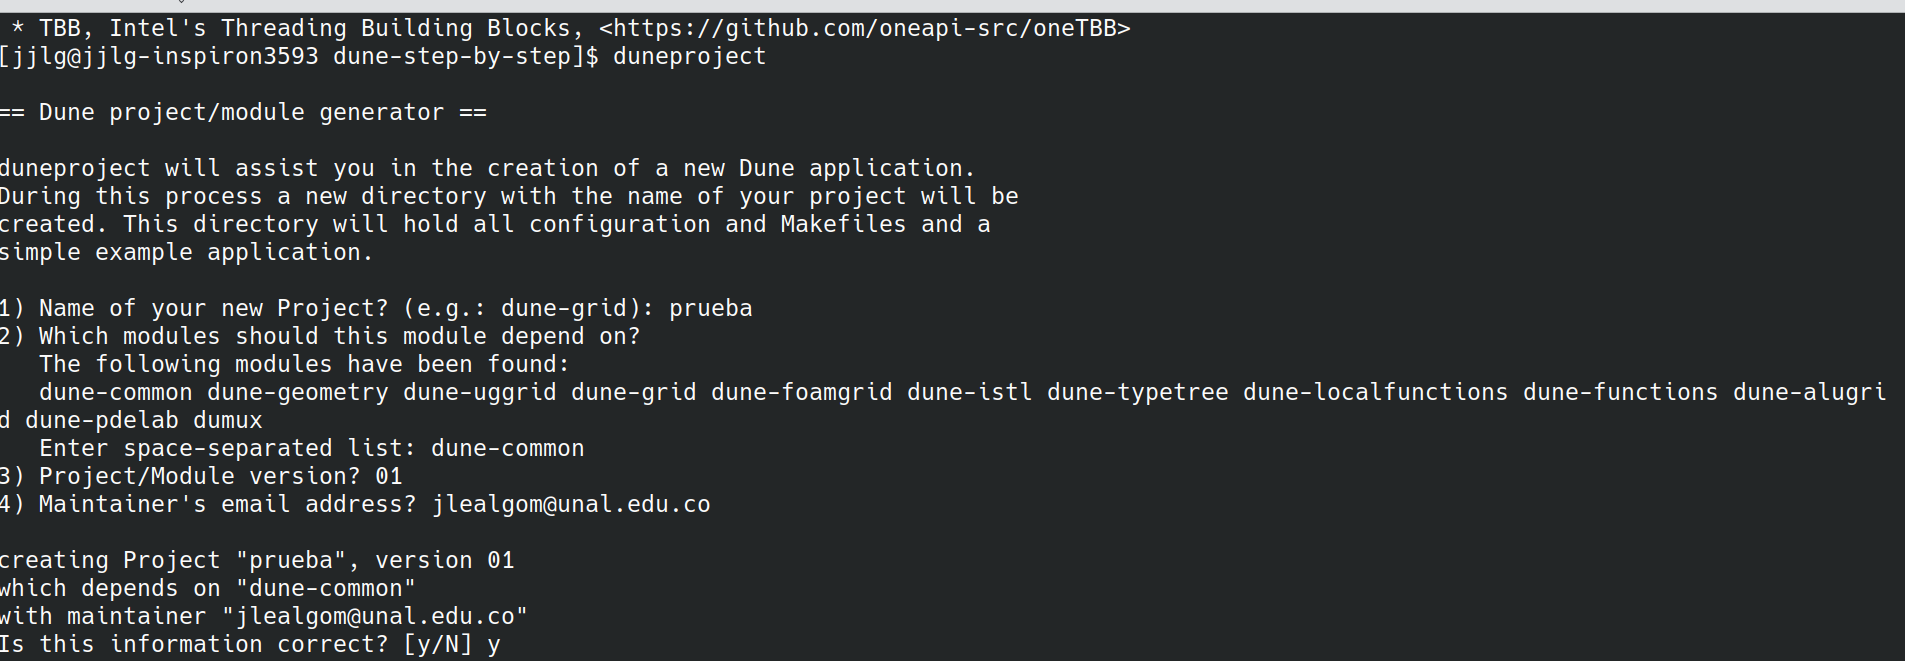 * TBB, Intel's Threading Building Blocks, <https://github.com/oneapi-src/oneTBB>
[jjlg@jjlg-inspiron3593 dune-step-by-step]$ duneproject
== Dune project/module generator ==
duneproject will assist you in the creation of a new Dune application.
During this process a new directory with the name of your project will be
created. This directory will hold all configuration and Makefiles and a
simple example application.
1) Name of your new Project? (e.g.: dune-grid): prueba
2) Which modules should this module depend on?
The following modules have been found:
dune-common dune-geometry dune-uggrid dune-grid dune-foamgrid dune-istl dune-typetree dune-localfunctions dune-functions dune-alugri
d dune-pdelab dumux
Enter space-separated list: dune-common
3) Project/Module version? 01
4) Maintainer's email address? jlealgom@unal.edu.co
creating Project "prueba", version 01
which depends on "dune-common"
with maintainer "jlealgom@unal.edu.co"
Is this information correct? [y/N] y